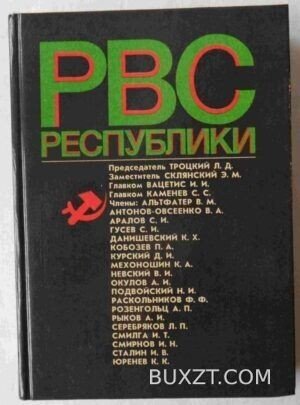 РВС
РЕСПУБЛИКИ
Председатель ТРОЦКИЙ Л. Д.
Заместитель СКЛЯНСКИЙ Э. М.
Главком ВАЦЕТИС И. И.
Главком КАМЕНЕВ С. С.
Члены: АЛЬТФАТЕР В. М.
АНТОНОВ-ОВСЕЕНКО В. А.
АРАЛОВ С. И.
ГУСЕВ С. И.
ДАНИШЕВСКИЙ К. Х.
КОБОЗЕВ П. А.
КУРСКИЙ Д. И.
МЕХОНОШИН К. А.
НЕВСКИЙ В. И.
ОКУЛОВ А. И.
ПОДВОЙСКИЙ Н. И.
РАСКОЛЬНИКОВ Ф. Ф.
РОЗЕНГОЛЬЦ А. П.
РЫКОВ А. И.
СЕРЕБРЯКОВ Л. П.
СМИЛГА И. Т.
СМИРНОВ И. Н.
СТАЛИН И. В.
ЮРЕНЕВ К. К.
BUXZT.COM